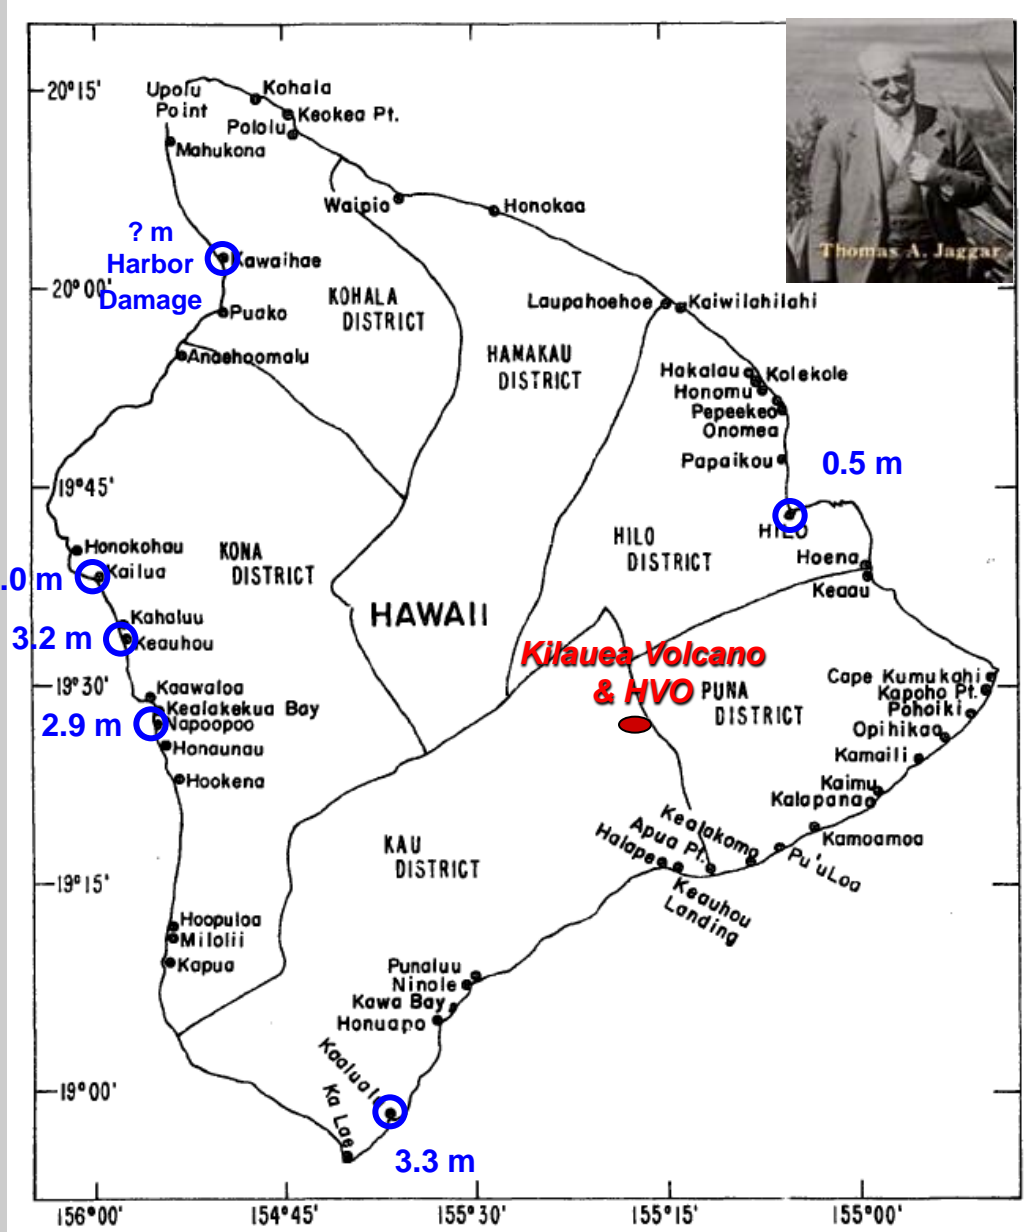 20°15'
Upolu
Point
Kohala
Keokea Pt.
Pololu
Mahukona
Thomas A. Jaggar
Waipio
Honokaa
? m
Harbor
Damage
Kawaihae
20°00'
Puako
KOHALA
DISTRICT
Laupahoehoe
Kaiwilahilahi
Anaehoomalu
HAMAKAU
DISTRICT
Hakalau
Kolekole
Honomu
Pepeekeo
Onomea
Papaikou
0.5 m
19°45'
HILO
Honokohau
Kailua
.0 m
KONA
DISTRICT
HILO
DISTRICT
Hoena
Keaau
Kahaluu
3.2 m
Keauhou
HAWAII
Kilauea Volcano
& HVO
19°30'
Kaawaloa
Kealakekua Bay
2.9 m
Napoopoo
Honaunau
Hookena
PUNA
DISTRICT
Cape Kumukahi
Kapoho Pt.
Pohoiki
Opihikao
Kamaili
Kaimu
Kalapana
Kamoamoa
Pu'uLoa
Kealakomo
Apua Pt.
Halape
Keauhou
Landing
KAU
DISTRICT
19°15'
Hoopuloa
Milolii
Kapua
Punaluu
Ninole
Kawa Bay
Honuapo
19°00'
Kaalualu
Ka Lae
3.3 m
156°00'
154°45'
155°30'
155°15'
155°00'